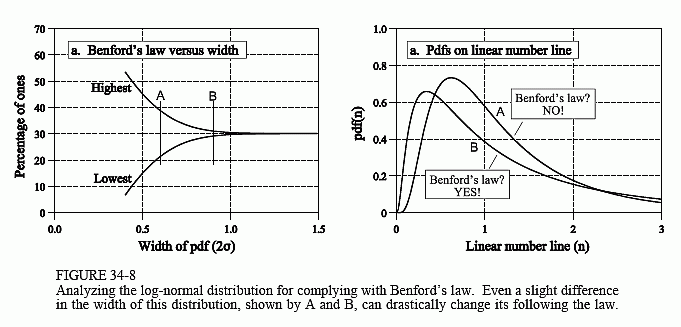 a. Benford's law versus width
70
60
50
40
30
20
10
0
Percentage of ones
Highest
Lowest
A
B
0.0
0.5
1.0
1.5
Width of pdf (2σ)
a. Pdfs on linear number line
1.0
0.8
0.6
0.4
0.2
0
pdf(n)
A
Benford's law?
NO!
B
Benford's law?
YES!
0
1
2
3
Linear number line (n)
FIGURE 34-8
Analyzing the log-normal distribution for complying with Benford's law. Even a slight difference
in the width of this distribution, shown by A and B, can drastically change its following the law.